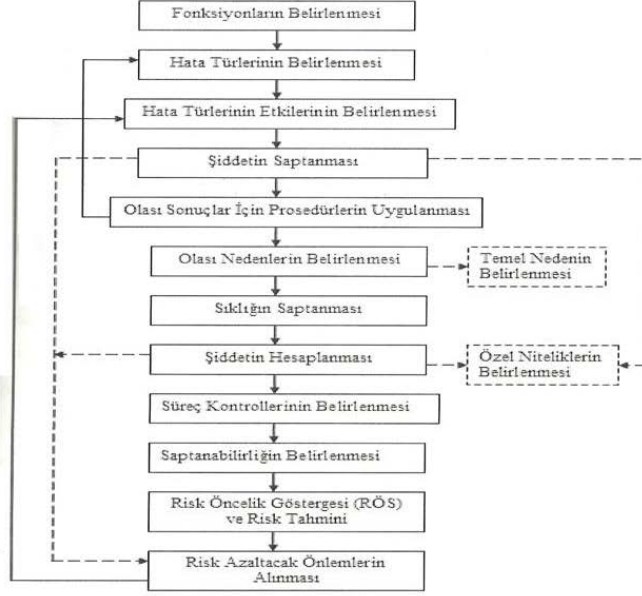 Fonksiyonların Belirlenmesi
Hata Türlerinin Belirlenmesi
Hata Türlerinin Etkilerinin Belirlenmesi
Şiddetin Saptanması
Olası Sonuçlar İçin Prosedürlerin Uygulanması
Olası Nedenlerin Belirlenmesi
Temel Nedenin
Belirlenmesi
Sıklığın Saptanması
Şiddetin Hesaplanması
Özel Niteliklerin
Belirlenmesi
Süreç Kontrollerinin Belirlenmesi
Saptanabilirliğin Belirlenmesi
Risk Öncelik Göstergesi (RÖS)
ve Risk Tahmini
Risk Azaltacak Önlemlerin
Alınması